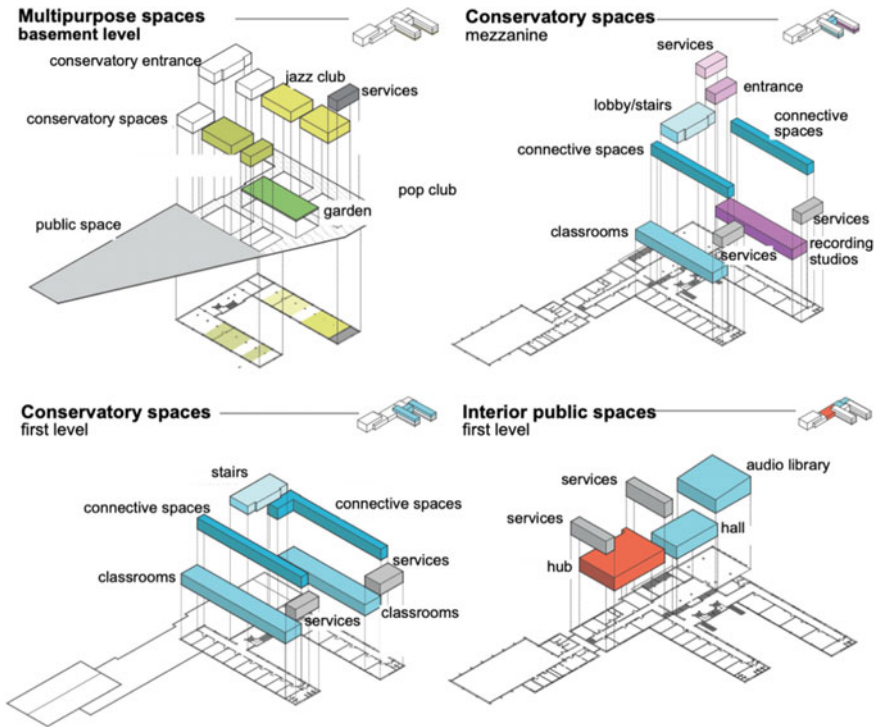 Multipurpose spaces
basement level
conservatory entrance
jazz club
services
conservatory spaces
pop club
garden
public space
Conservatory spaces
mezzanine
services
entrance
lobby/stairs
connective spaces
connective
spaces
classrooms
services
services
recording
studios
Conservatory spaces
first level
stairs
connective spaces
connective spaces
services
classrooms
classrooms
services
Interior public spaces
first level
audio library
services
services
hall
hub